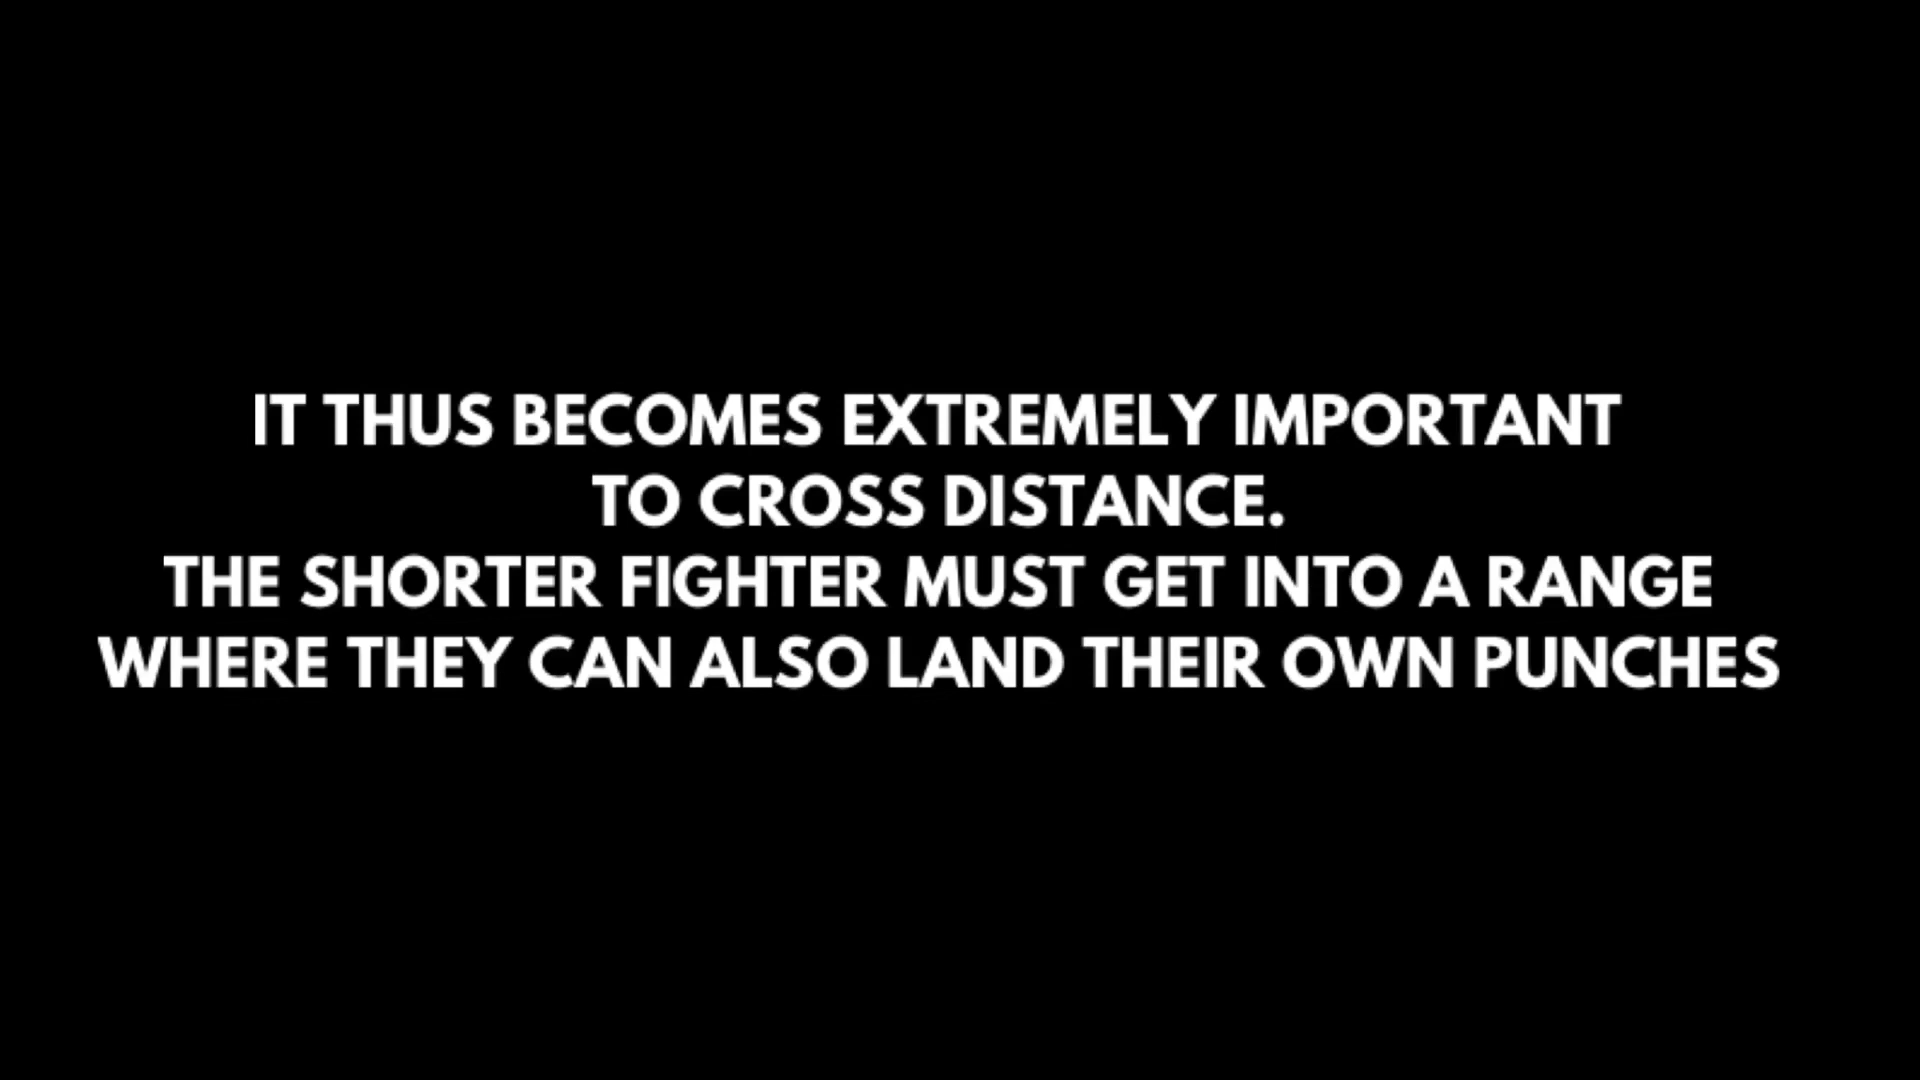 IT THUS BECOMES EXTREMELY IMPORTANT
TO CROSS DISTANCE.
THE SHORTER FIGHTER MUST GET INTO A RANGE
WHERE THEY CAN ALSO LAND THEIR OWN PUNCHES